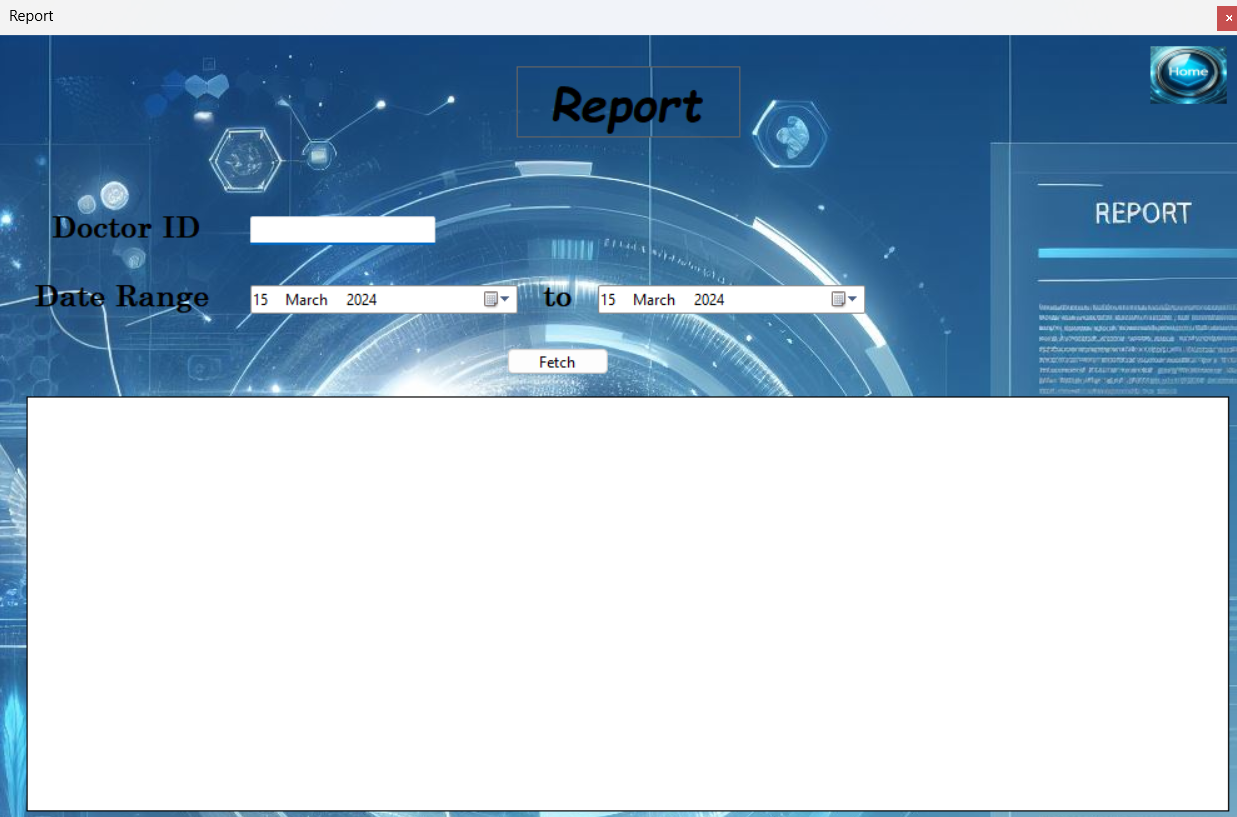 Report
Home
Report
REPORT
Doctor ID
Date Range 15 March 2024 to 15 March 2024
Fetch